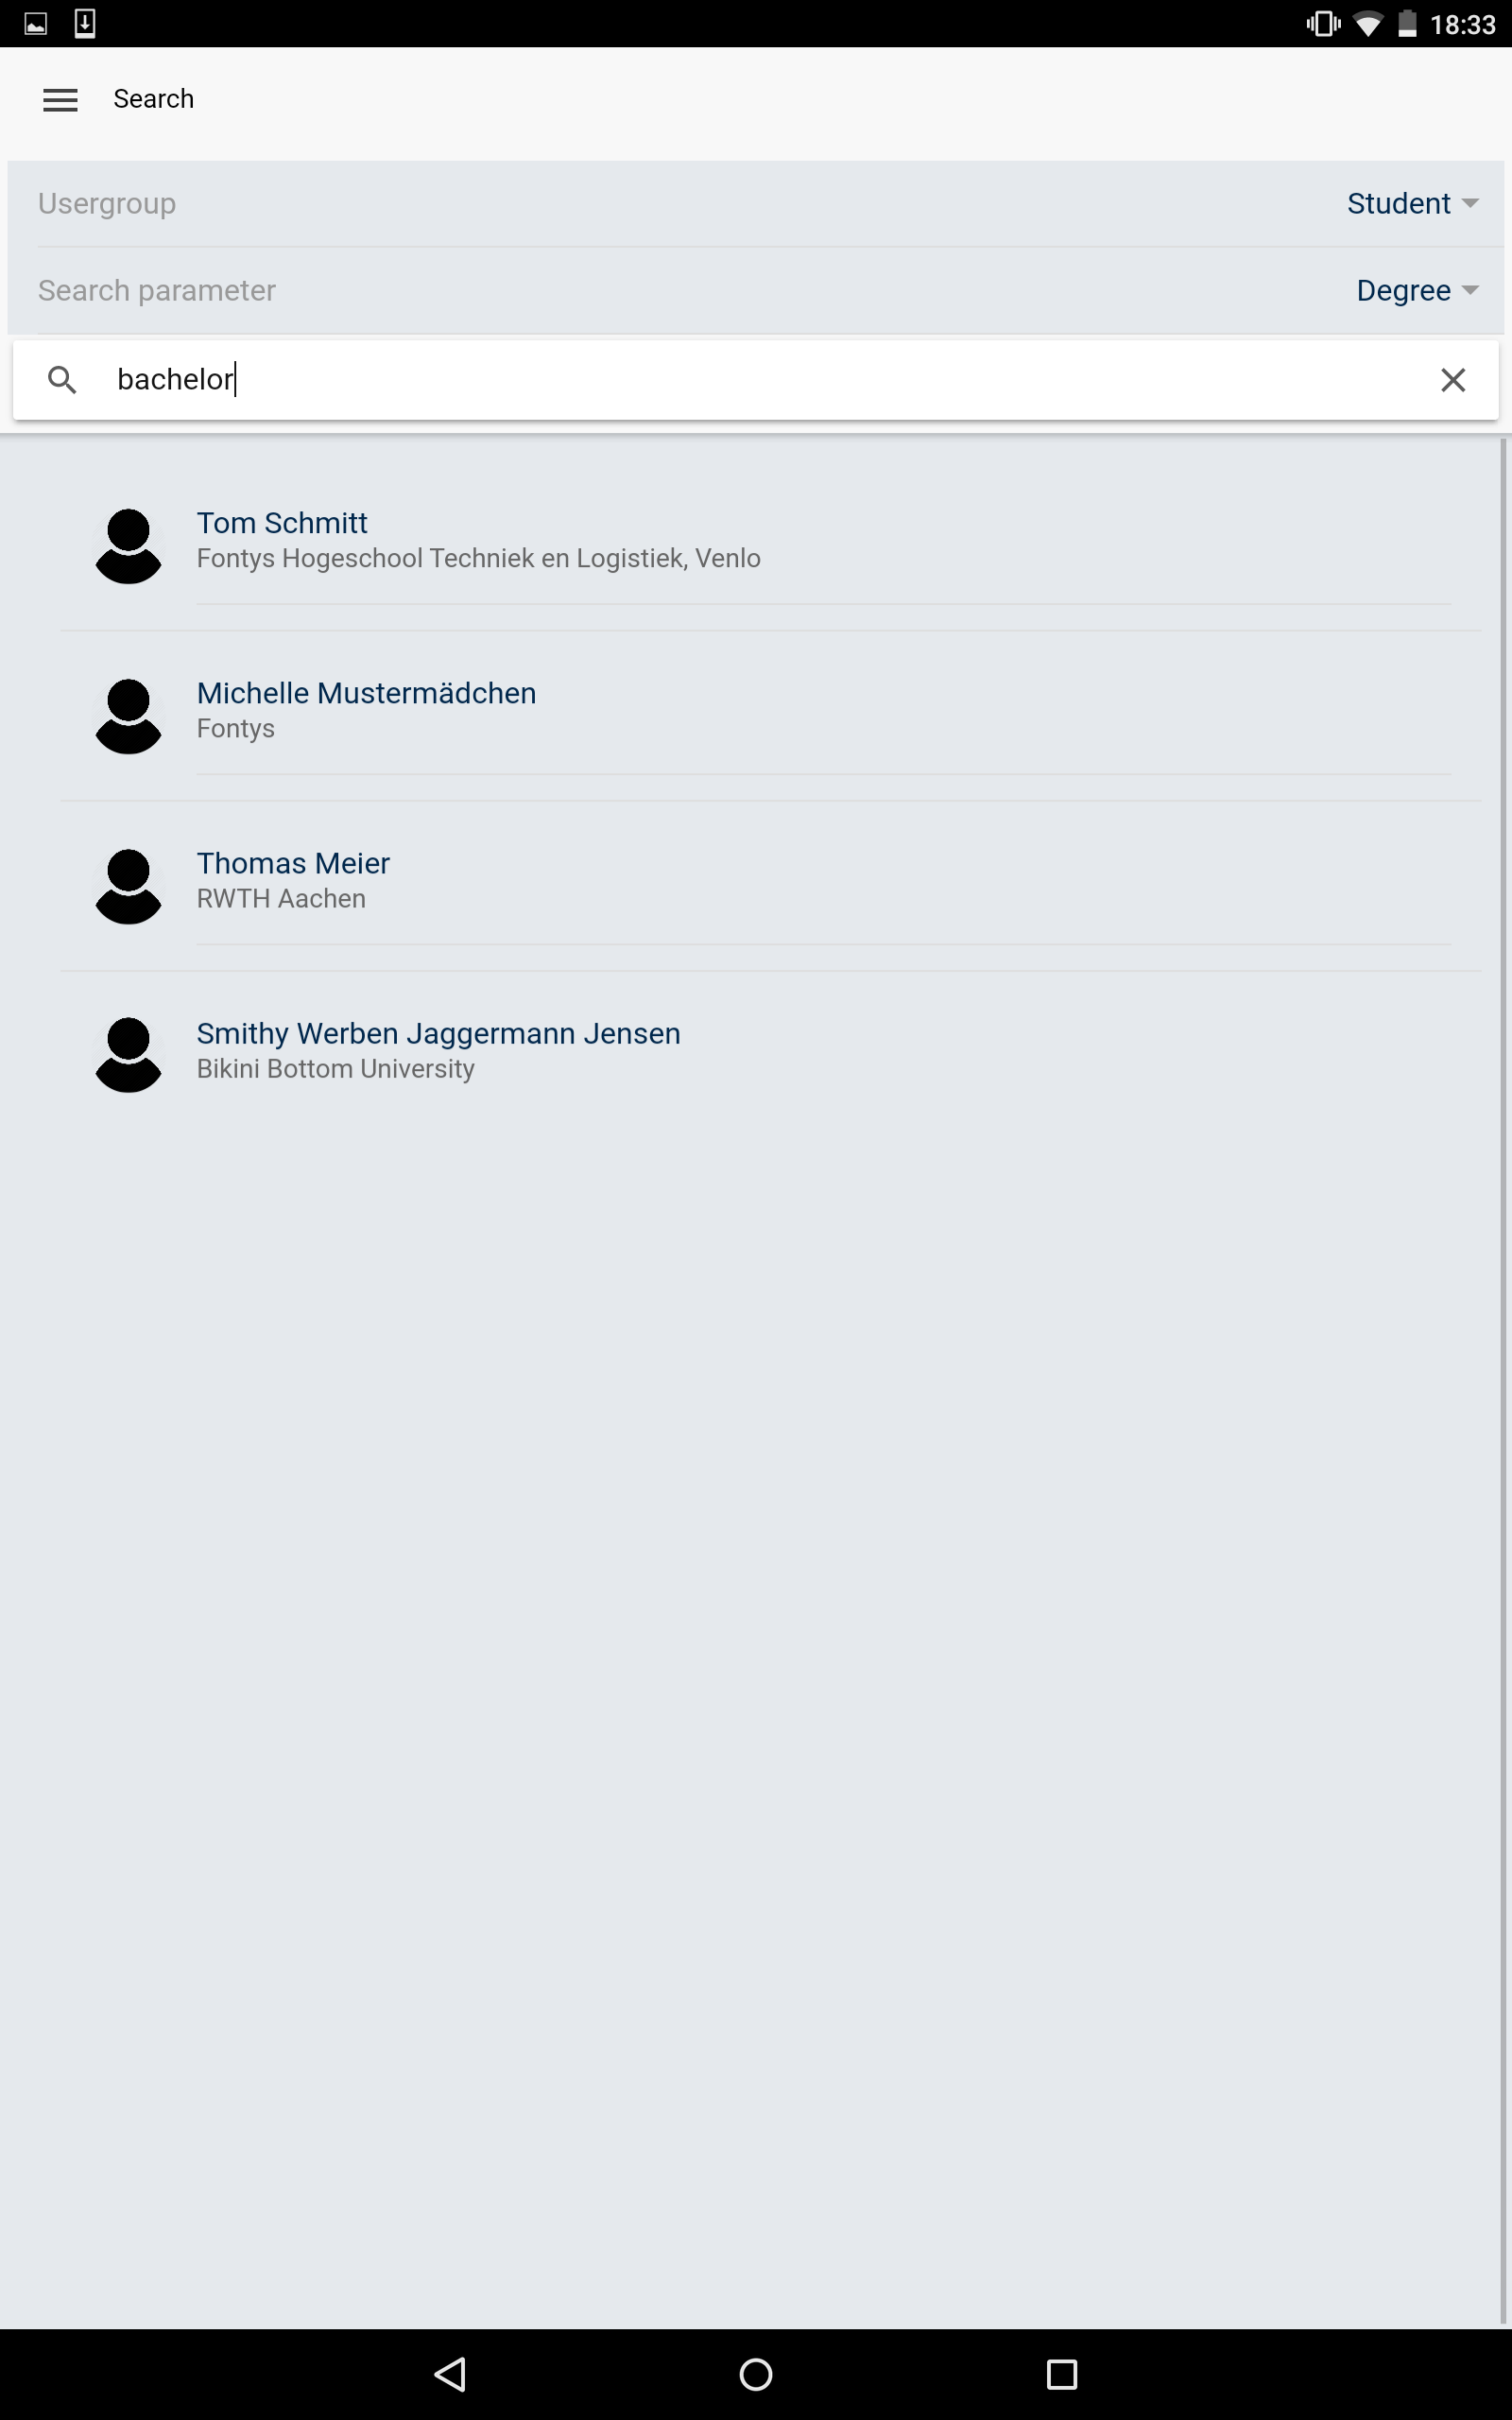 18:33
Search
Usergroup Student
Search parameter Degree
bachelor
Tom Schmitt
Fontys Hogeschool Techniek en Logistiek, Venlo
Michelle Mustermädchen
Fontys
Thomas Meier
RWTH Aachen
Smithy Werben Jaggermann Jensen
Bikini Bottom University